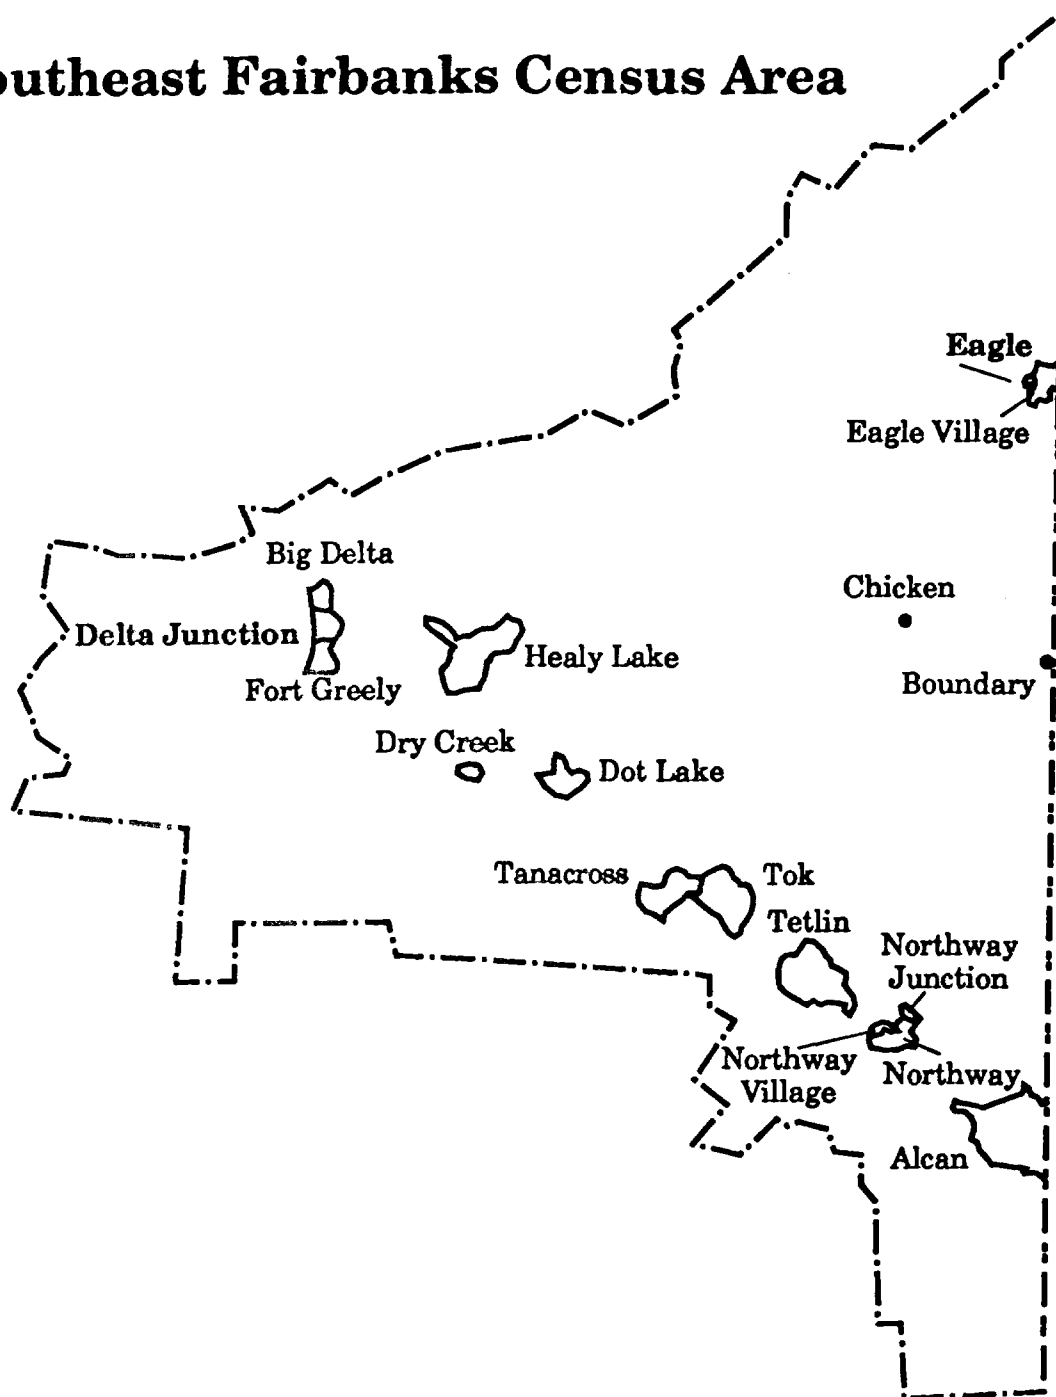 outheast Fairbanks Census Area
Eagle
Eagle Village
Big Delta
Chicken
Delta Junction
Healy Lake
Boundary
Fort Greely
Dry Creek
Dot Lake
Tanacross
Tok
Tetlin
Northway
Junction
Northway
Village
Northway
Alcan